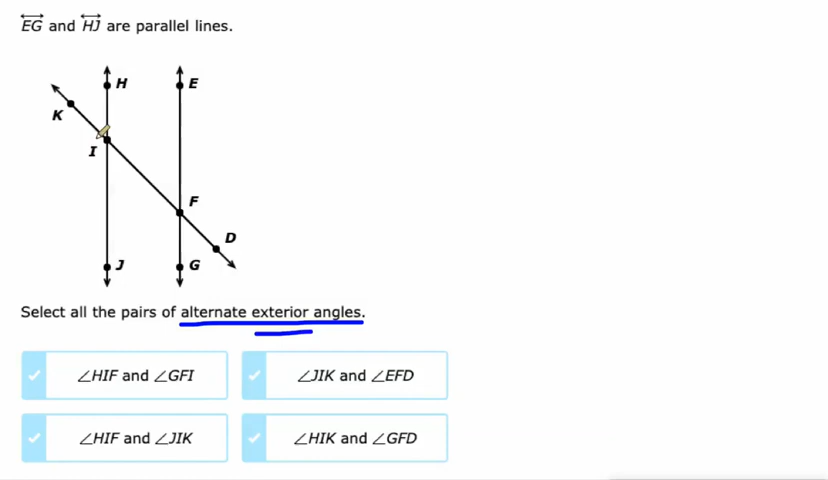 EG and HJ are parallel lines.
H
E
K
I
F
D
J
G
Select all the pairs of alternate exterior angles.
∠HIF and ∠GFI
∠JIK and ∠EFD
∠HIF and ∠JIK
∠HIK and ∠GFD